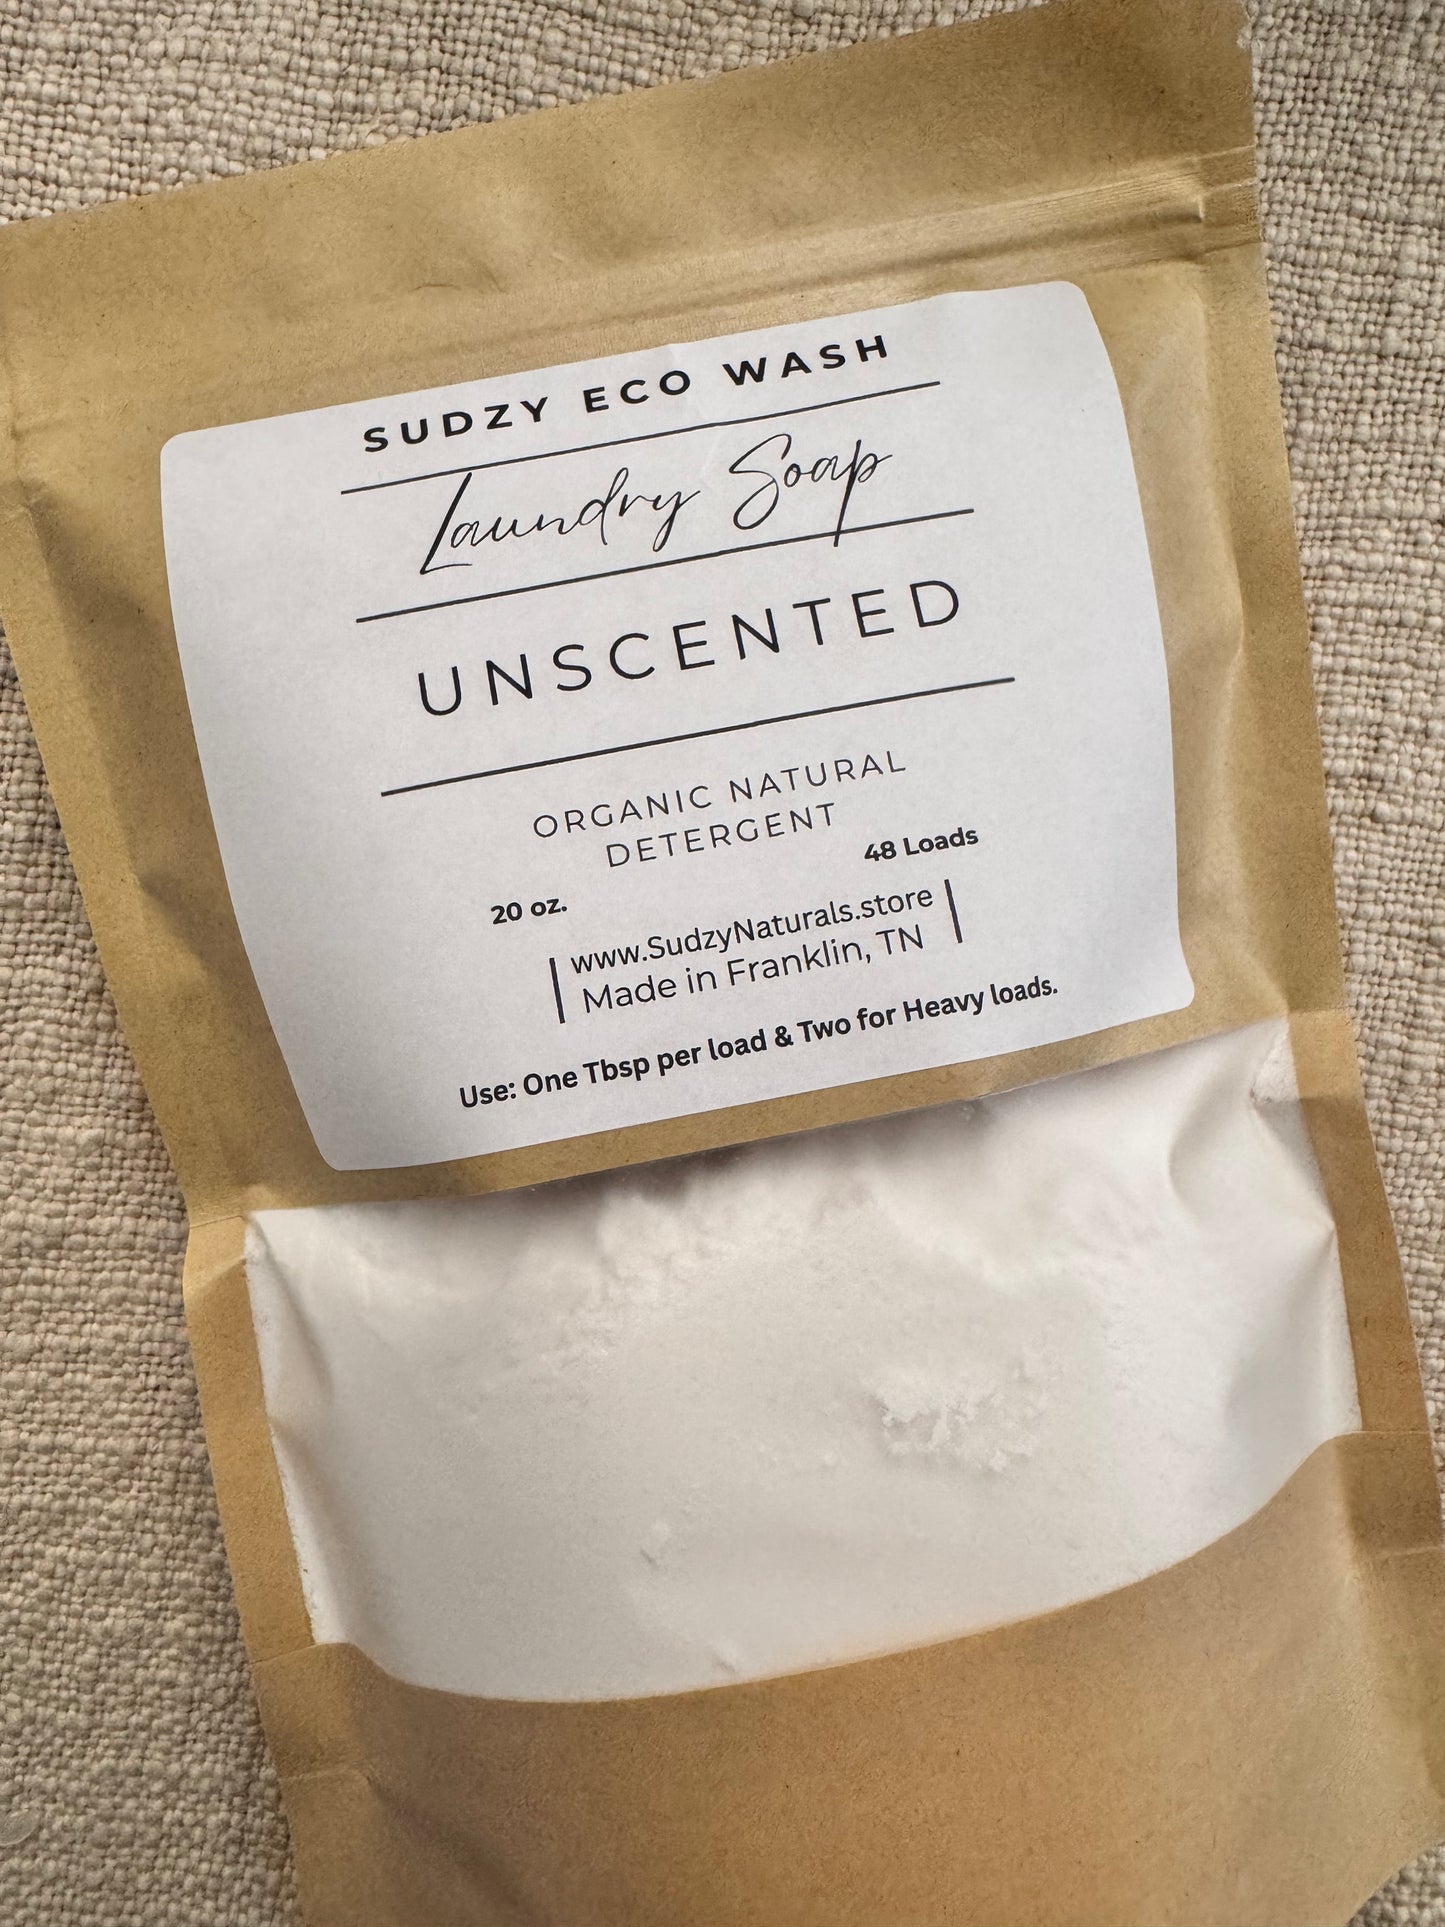 SUDZY ECO WASH
Laundry Soap
UNSCENTED
ORGANIC NATURAL
DETERGENT
20 oz.
48 Loads
www.SudzyNaturals.store
Made in Franklin, TN
Use: One Tbsp per load & Two for Heavy loads.